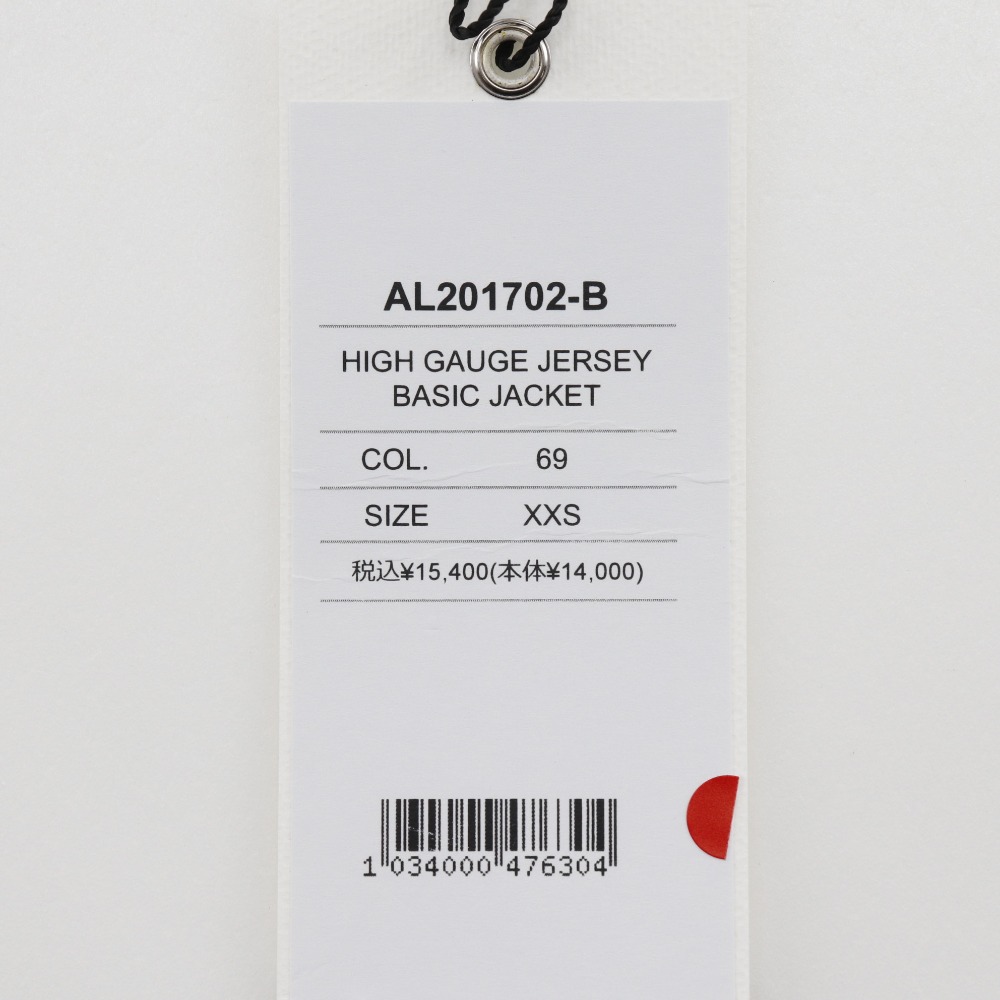 AL201702-B
HIGH GAUGE JERSEY
BASIC JACKET
COL. 69
SIZE XXS
税込¥15,400(本体¥14,000)
1 034000 476304